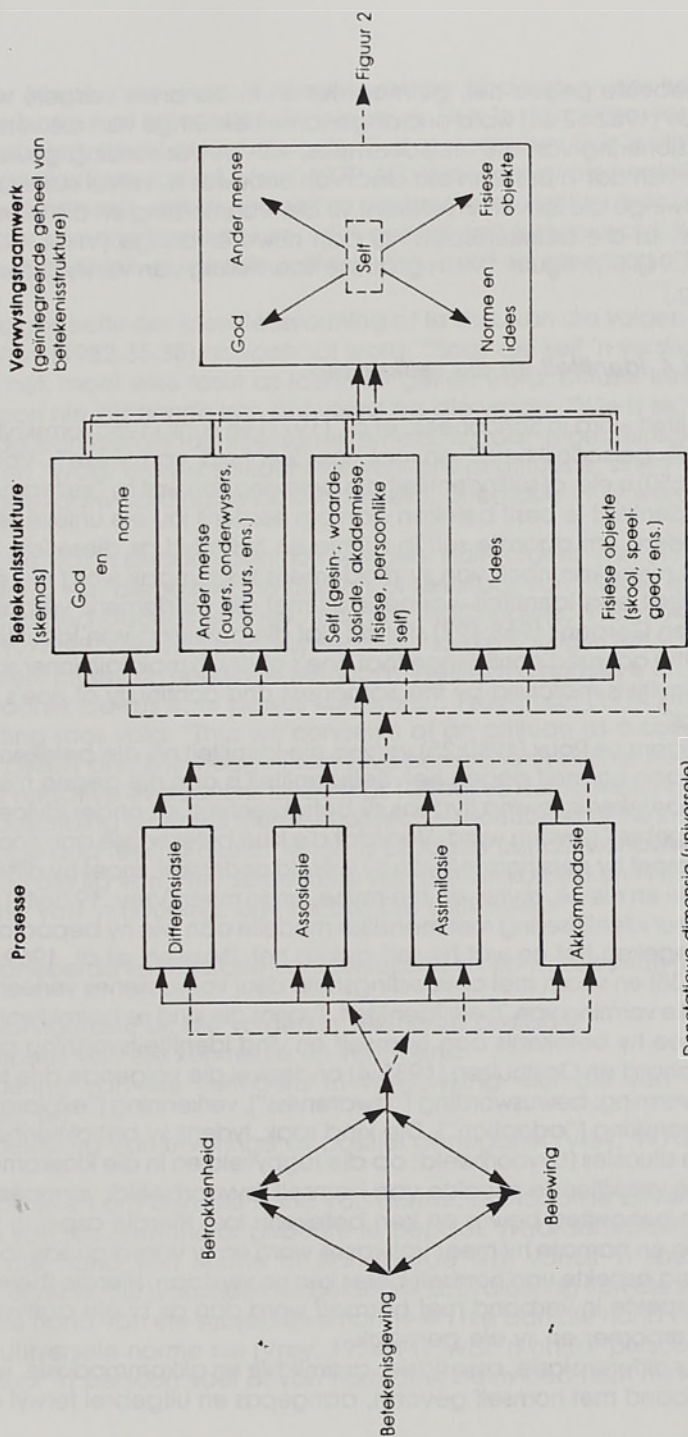 Prosesse
Betekenisstrukture
(skemas)
Verwysingsraamwerk
(geïntegreerde geheel van
betekenisstrukture)
Betrokkenheid
Betekenisgewing
Belewing
Differensiasie
Assosiasie
Assimilasie
Akkommodasie
God
en
norme
Ander mense
(ouers, onderwysers,
portuurs, ens.)
Self (gesin-, waarde-,
sosiale, akademiese,
fisiese, persoonlike
self)
Idees
Fisiese objekte
(skool, speel-
goed, ens.)
God
Ander mense
Self
Norme en
idees
Fisiese
objekte
Figuur 2